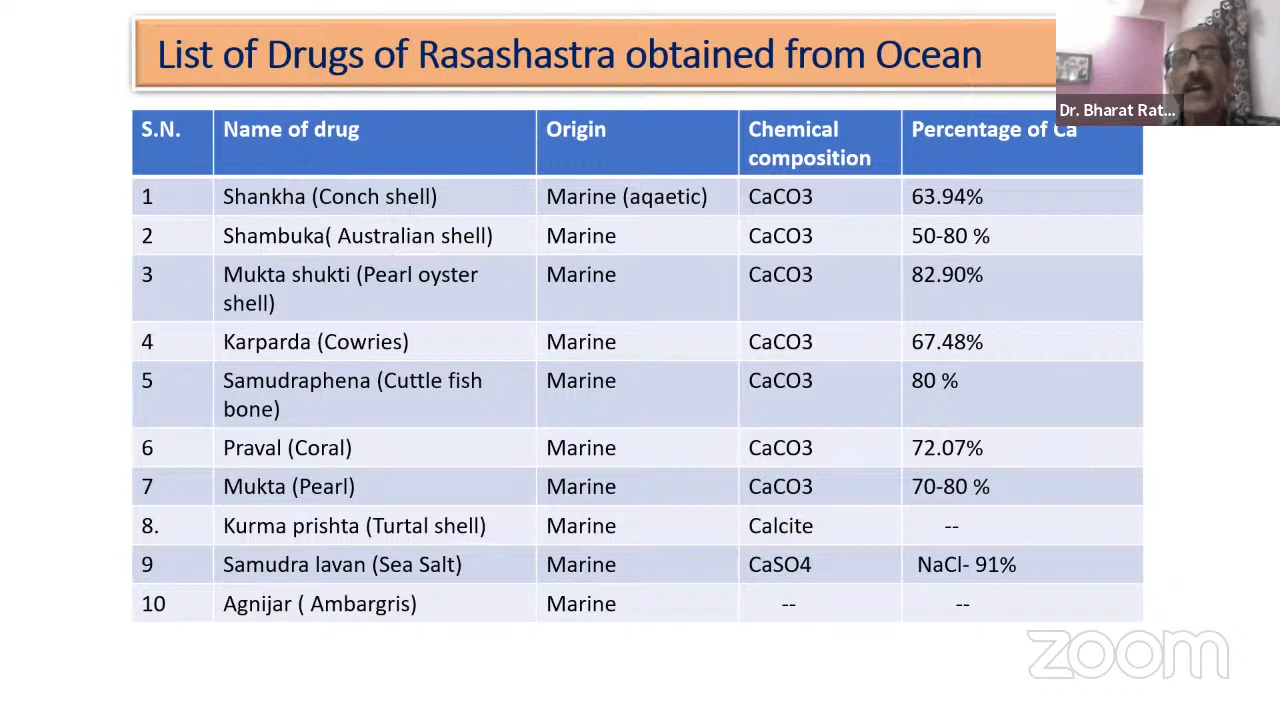 List of Drugs of Rasashastra obtained from Ocean
Dr. Bharat Rat...
S.N. Name of drug Origin Chemical composition Percentage of Ca
1 Shankha (Conch shell) Marine (aqaetic) CaCO3 63.94%
2 Shambuka( Australian shell) Marine CaCO3 50-80 %
3 Mukta shukti (Pearl oyster shell) Marine CaCO3 82.90%
4 Karparda (Cowries) Marine CaCO3 67.48%
5 Samudraphena (Cuttle fish bone) Marine CaCO3 80 %
6 Praval (Coral) Marine CaCO3 72.07%
7 Mukta (Pearl) Marine CaCO3 70-80 %
8. Kurma prishta (Turtal shell) Marine Calcite --
9 Samudra lavan (Sea Salt) Marine CaSO4 NaCl- 91%
10 Agnijar ( Ambargris) Marine -- --
zoom